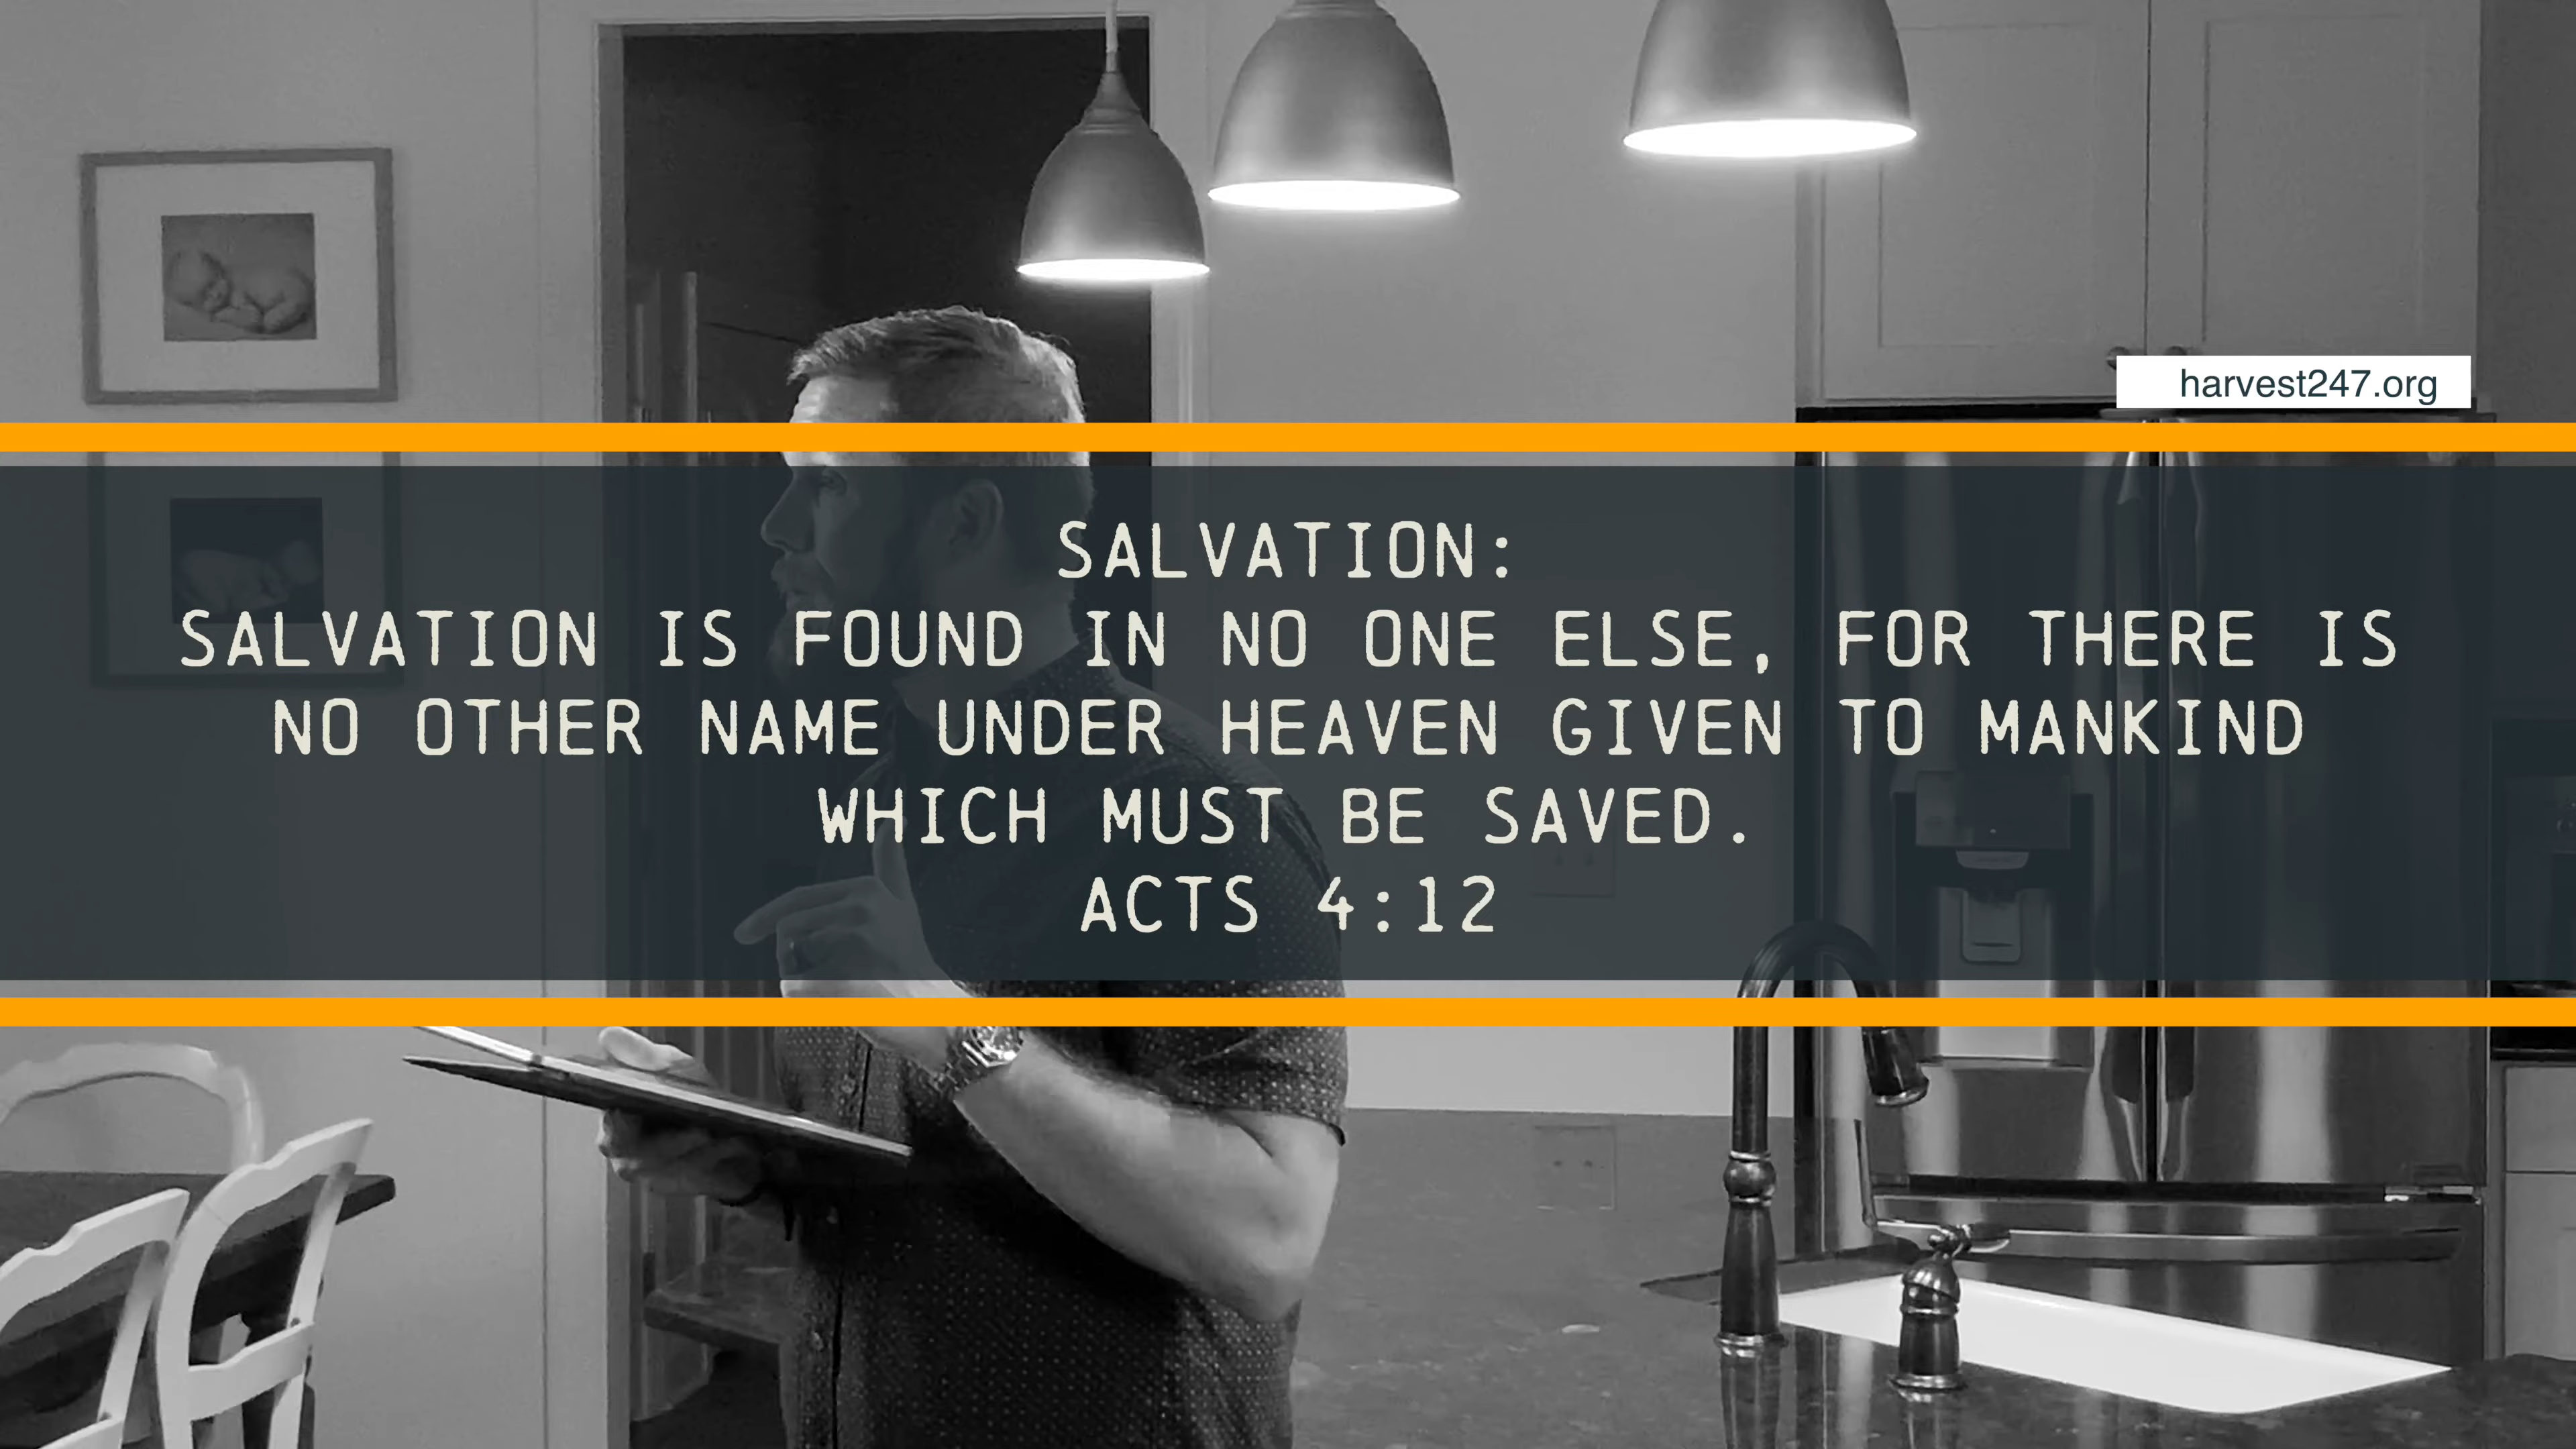 harvest247.org
SALVATION:
SALVATION IS FOUND IN NO ONE ELSE, FOR THERE IS
NO OTHER NAME UNDER HEAVEN GIVEN TO MANKIND
WHICH MUST BE SAVED.
ACTS 4:12